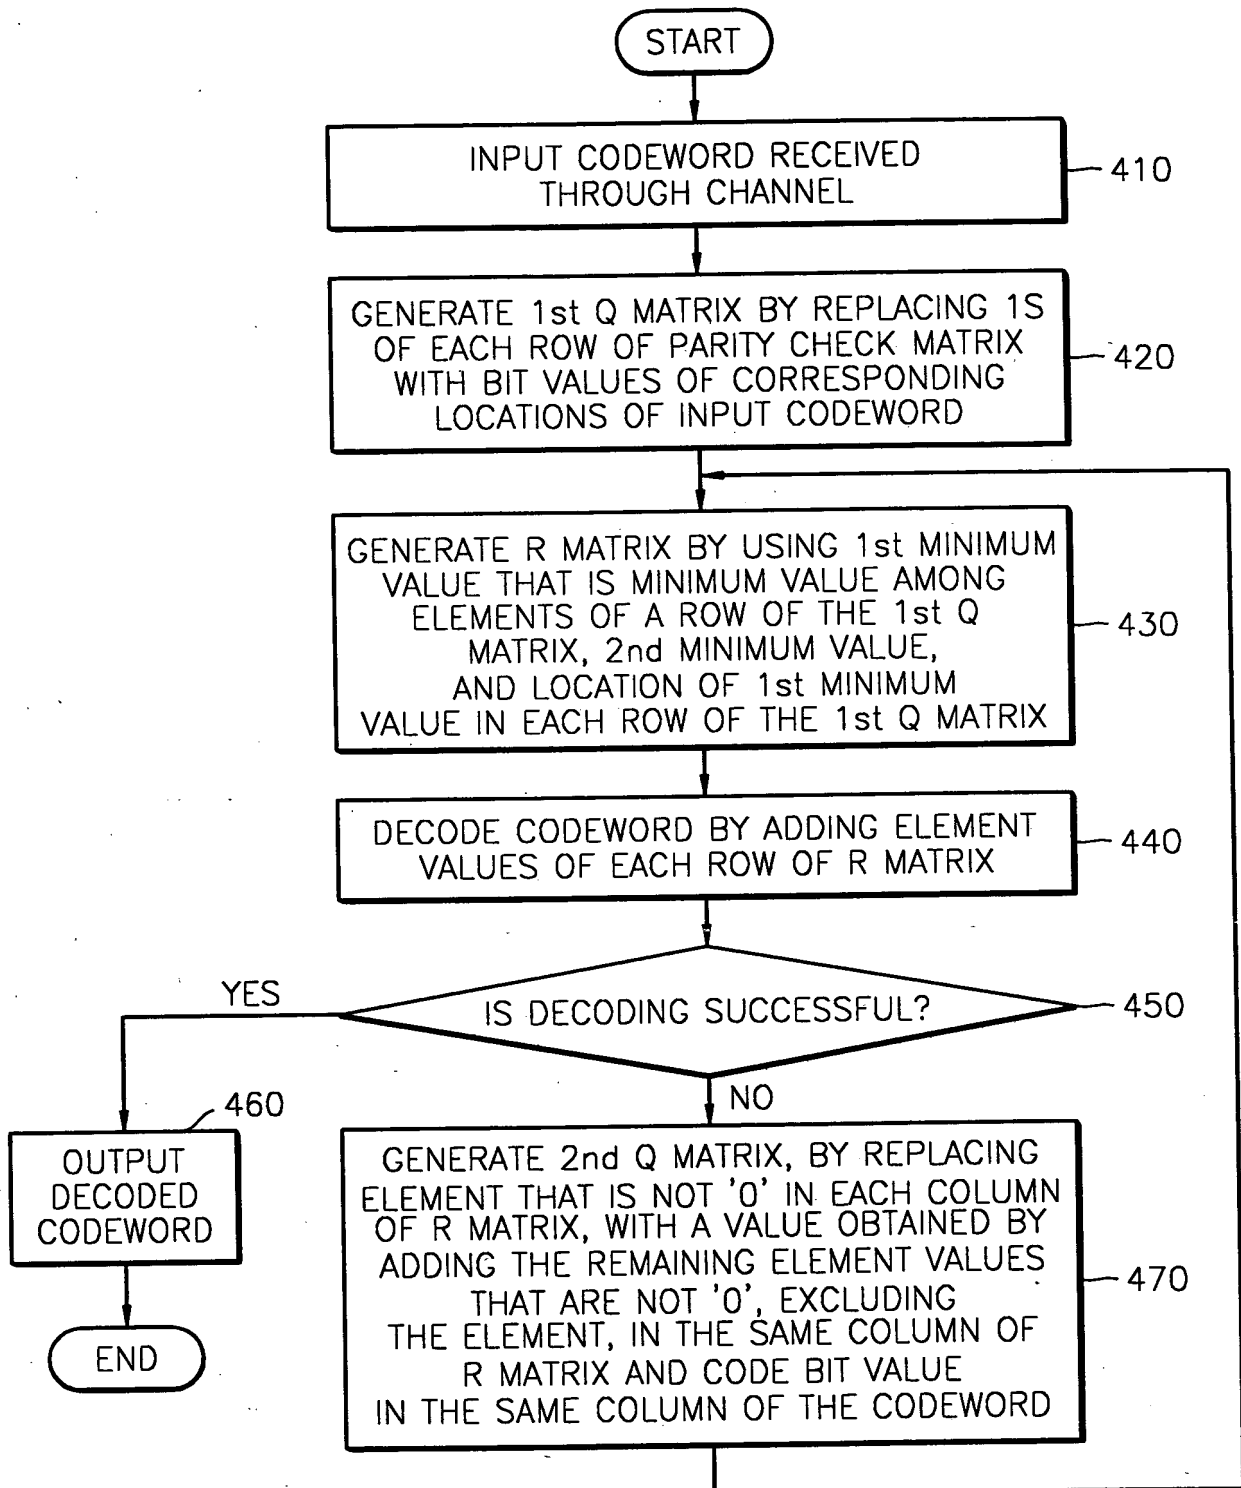 START
INPUT CODEWORD RECEIVED
THROUGH CHANNEL
410
GENERATE 1st Q MATRIX BY REPLACING 1S
OF EACH ROW OF PARITY CHECK MATRIX
WITH BIT VALUES OF CORRESPONDING
LOCATIONS OF INPUT CODEWORD
420
GENERATE R MATRIX BY USING 1st MINIMUM
VALUE THAT IS MINIMUM VALUE AMONG
ELEMENTS OF A ROW OF THE 1st Q
MATRIX, 2nd MINIMUM VALUE,
AND LOCATION OF 1st MINIMUM
VALUE IN EACH ROW OF THE 1st Q MATRIX
430
DECODE CODEWORD BY ADDING ELEMENT
VALUES OF EACH ROW OF R MATRIX
440
IS DECODING SUCCESSFUL?
450
YES
NO
460
OUTPUT
DECODED
CODEWORD
END
GENERATE 2nd Q MATRIX, BY REPLACING
ELEMENT THAT IS NOT '0' IN EACH COLUMN
OF R MATRIX, WITH A VALUE OBTAINED BY
ADDING THE REMAINING ELEMENT VALUES
THAT ARE NOT '0', EXCLUDING
THE ELEMENT, IN THE SAME COLUMN OF
R MATRIX AND CODE BIT VALUE
IN THE SAME COLUMN OF THE CODEWORD
470